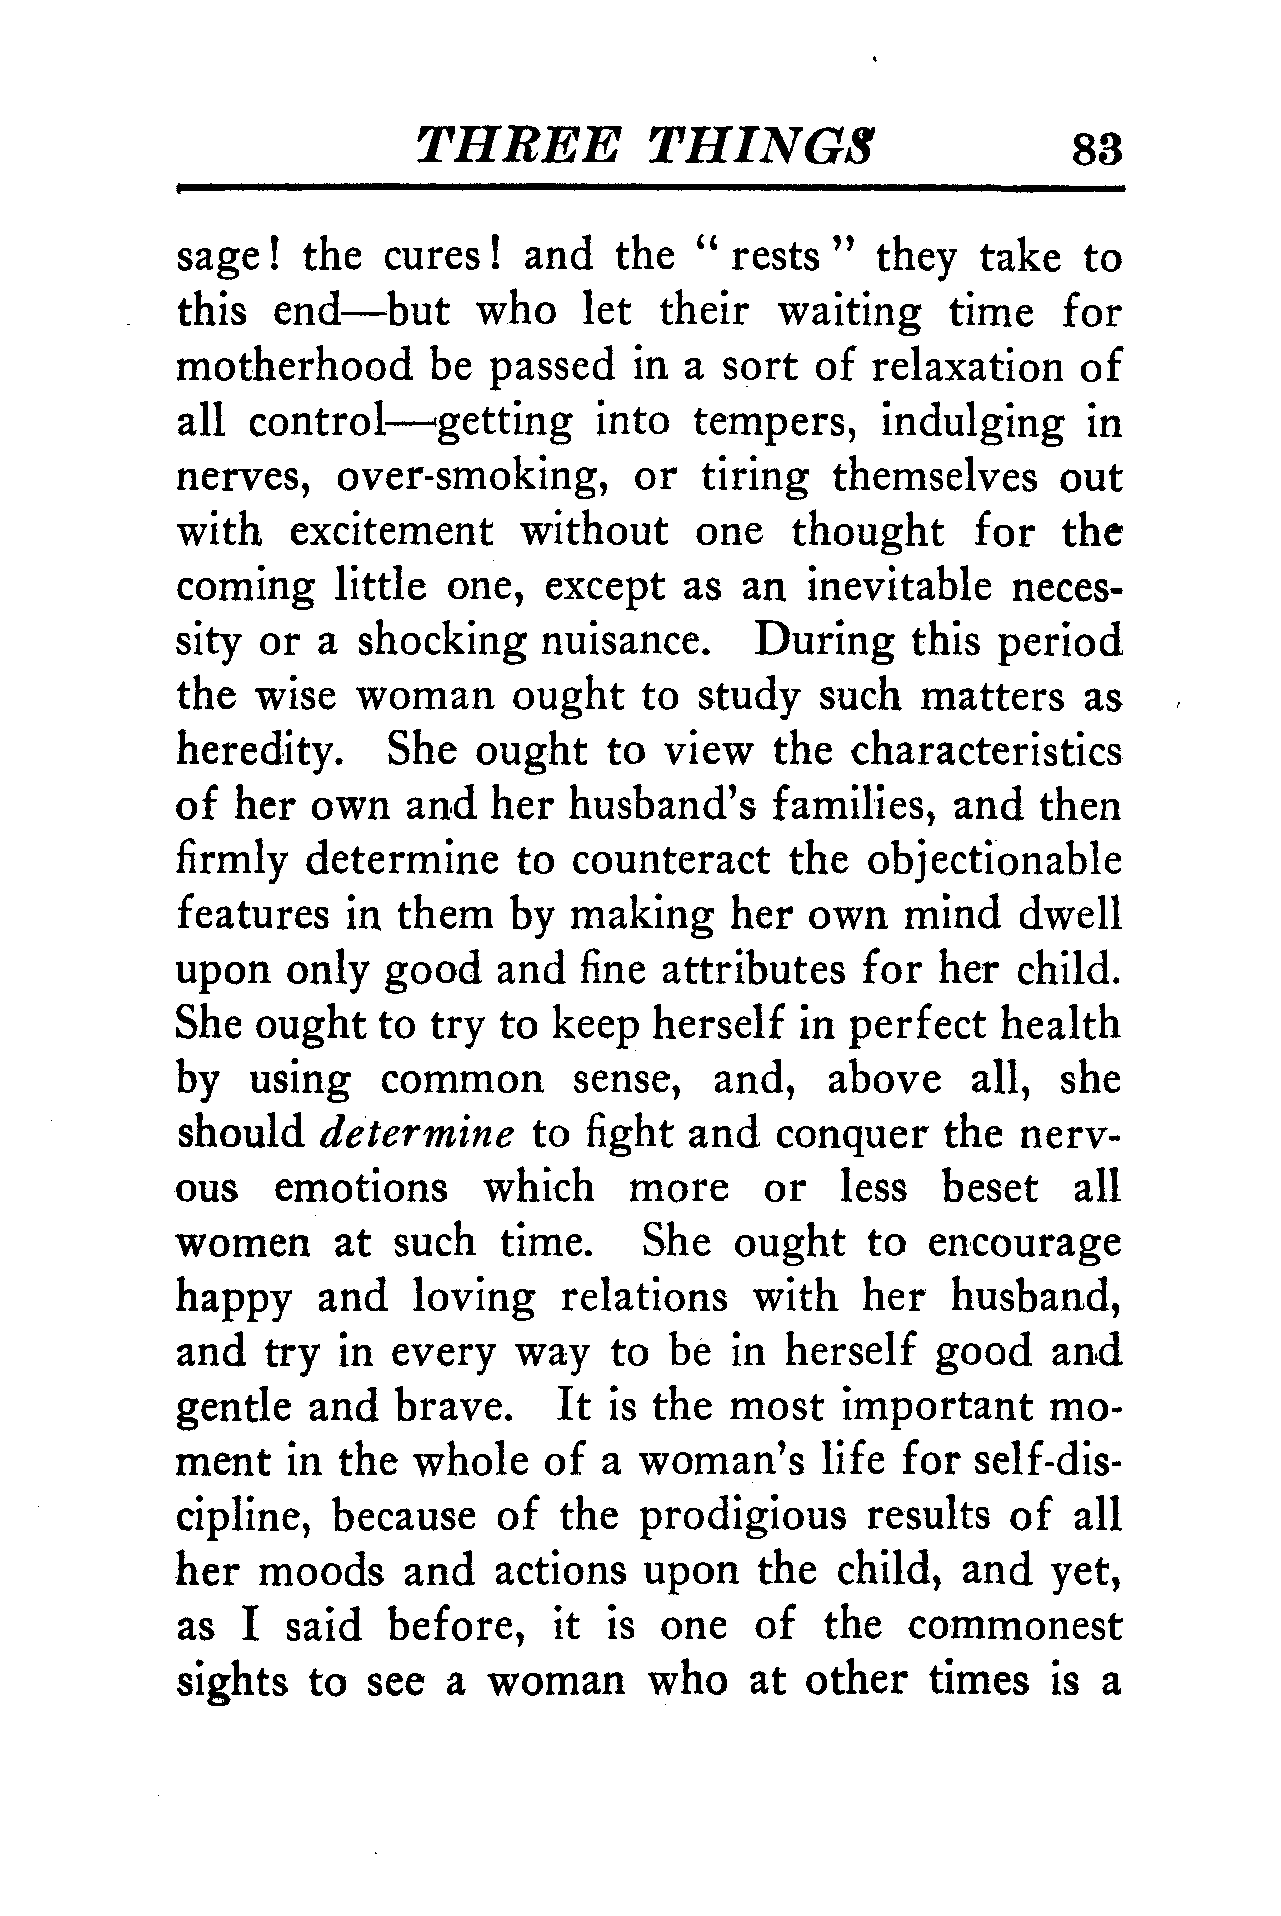 THREE THINGS 83
sage! the cures! and the " rests " they take to
this end—but who let their waiting time for
motherhood be passed in a sort of relaxation of
all control—getting into tempers, indulging in
nerves, over-smoking, or tiring themselves out
with excitement without one thought for the
coming little one, except as an inevitable neces-
sity or a shocking nuisance. During this period
the wise woman ought to study such matters as
heredity. She ought to view the characteristics
of her own and her husband's families, and then
firmly determine to counteract the objectionable
features in them by making her own mind dwell
upon only good and fine attributes for her child.
She ought to try to keep herself in perfect health
by using common sense, and, above all, she
should determine to fight and conquer the nerv-
ous emotions which more or less beset all
women at such time. She ought to encourage
happy and loving relations with her husband,
and try in every way to be in herself good and
gentle and brave. It is the most important mo-
ment in the whole of a woman's life for self-dis-
cipline, because of the prodigious results of all
her moods and actions upon the child, and yet,
as I said before, it is one of the commonest
sights to see a woman who at other times is a